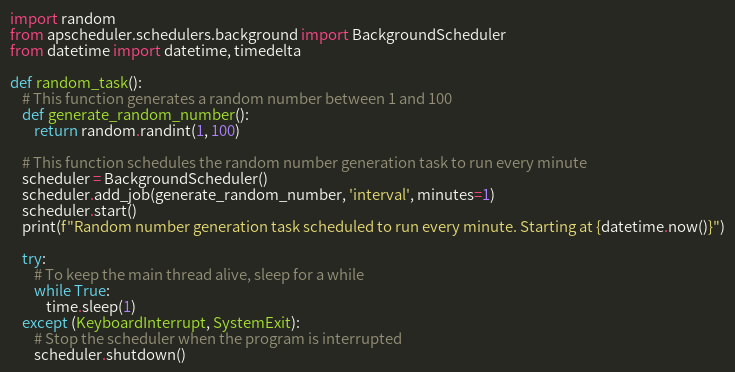 import random
from apscheduler.schedulers.background import BackgroundScheduler
from datetime import datetime, timedelta

def random_task():
    # This function generates a random number between 1 and 100
    def generate_random_number():
        return random.randint(1, 100)

    # This function schedules the random number generation task to run every minute
    scheduler = BackgroundScheduler()
    scheduler.add_job(generate_random_number, 'interval', minutes=1)
    scheduler.start()
    print(f"Random number generation task scheduled to run every minute. Starting at {datetime.now()}")

    try:
        # To keep the main thread alive, sleep for a while
        while True:
            time.sleep(1)
    except (KeyboardInterrupt, SystemExit):
        # Stop the scheduler when the program is interrupted
        scheduler.shutdown()